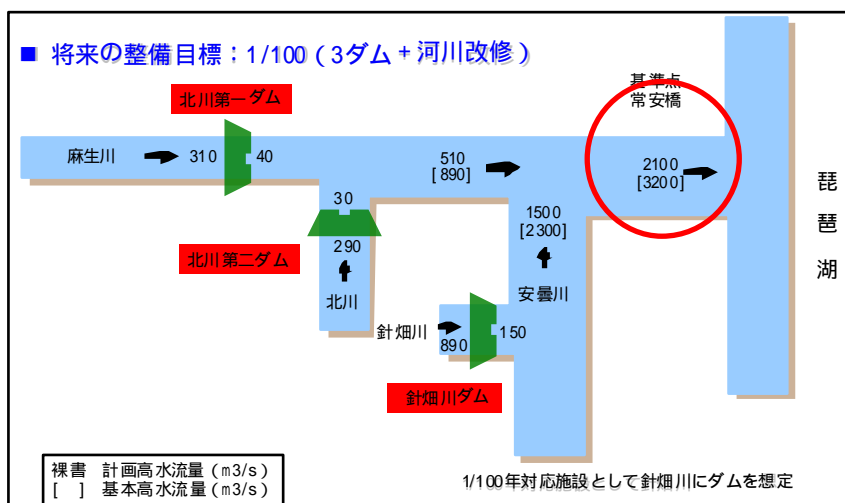 ■ 将来の整備目標：1/100（3ダム＋河川改修）
北川第一ダム
基準点
常安橋
麻生川
310
40
510
[890]
2100
[3200]
琵琶湖
30
290
北川第二ダム
北川
1500
[2300]
安曇川
針畑川
890
150
針畑川ダム
裸書 計画高水流量（m3/s）
[ ] 基本高水流量（m3/s）
1/100年対応施設として針畑川にダムを想定